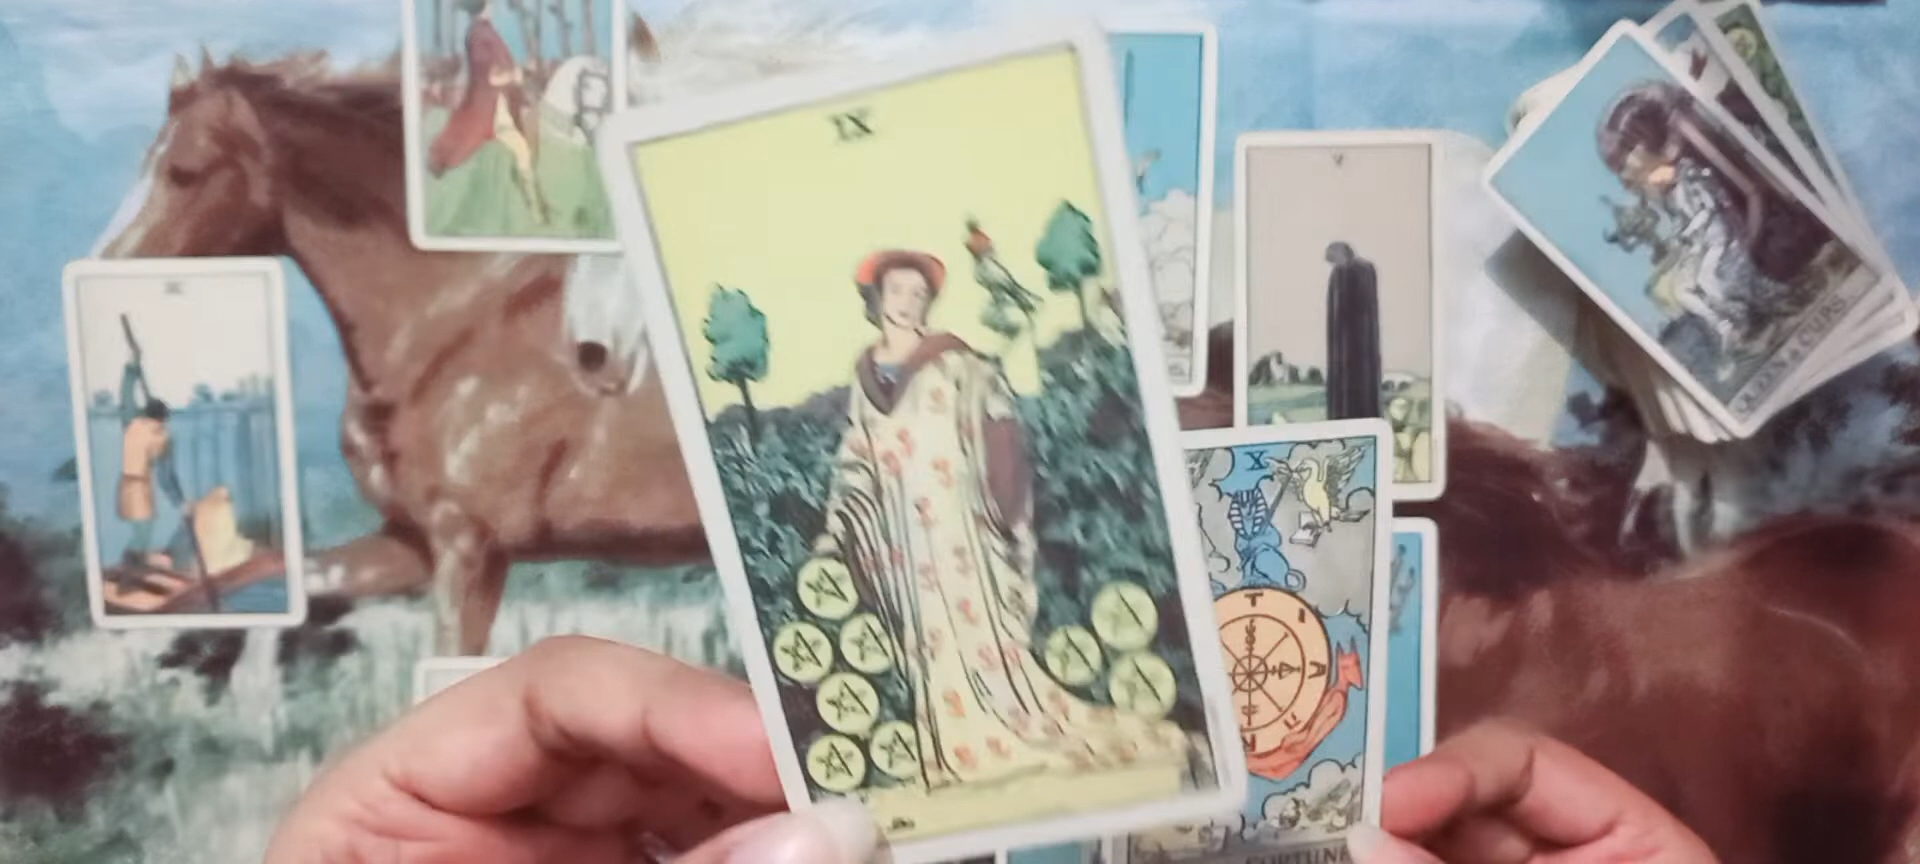 IX
V
X
QUEEN of CUPS
T
A
R
FORTUNE